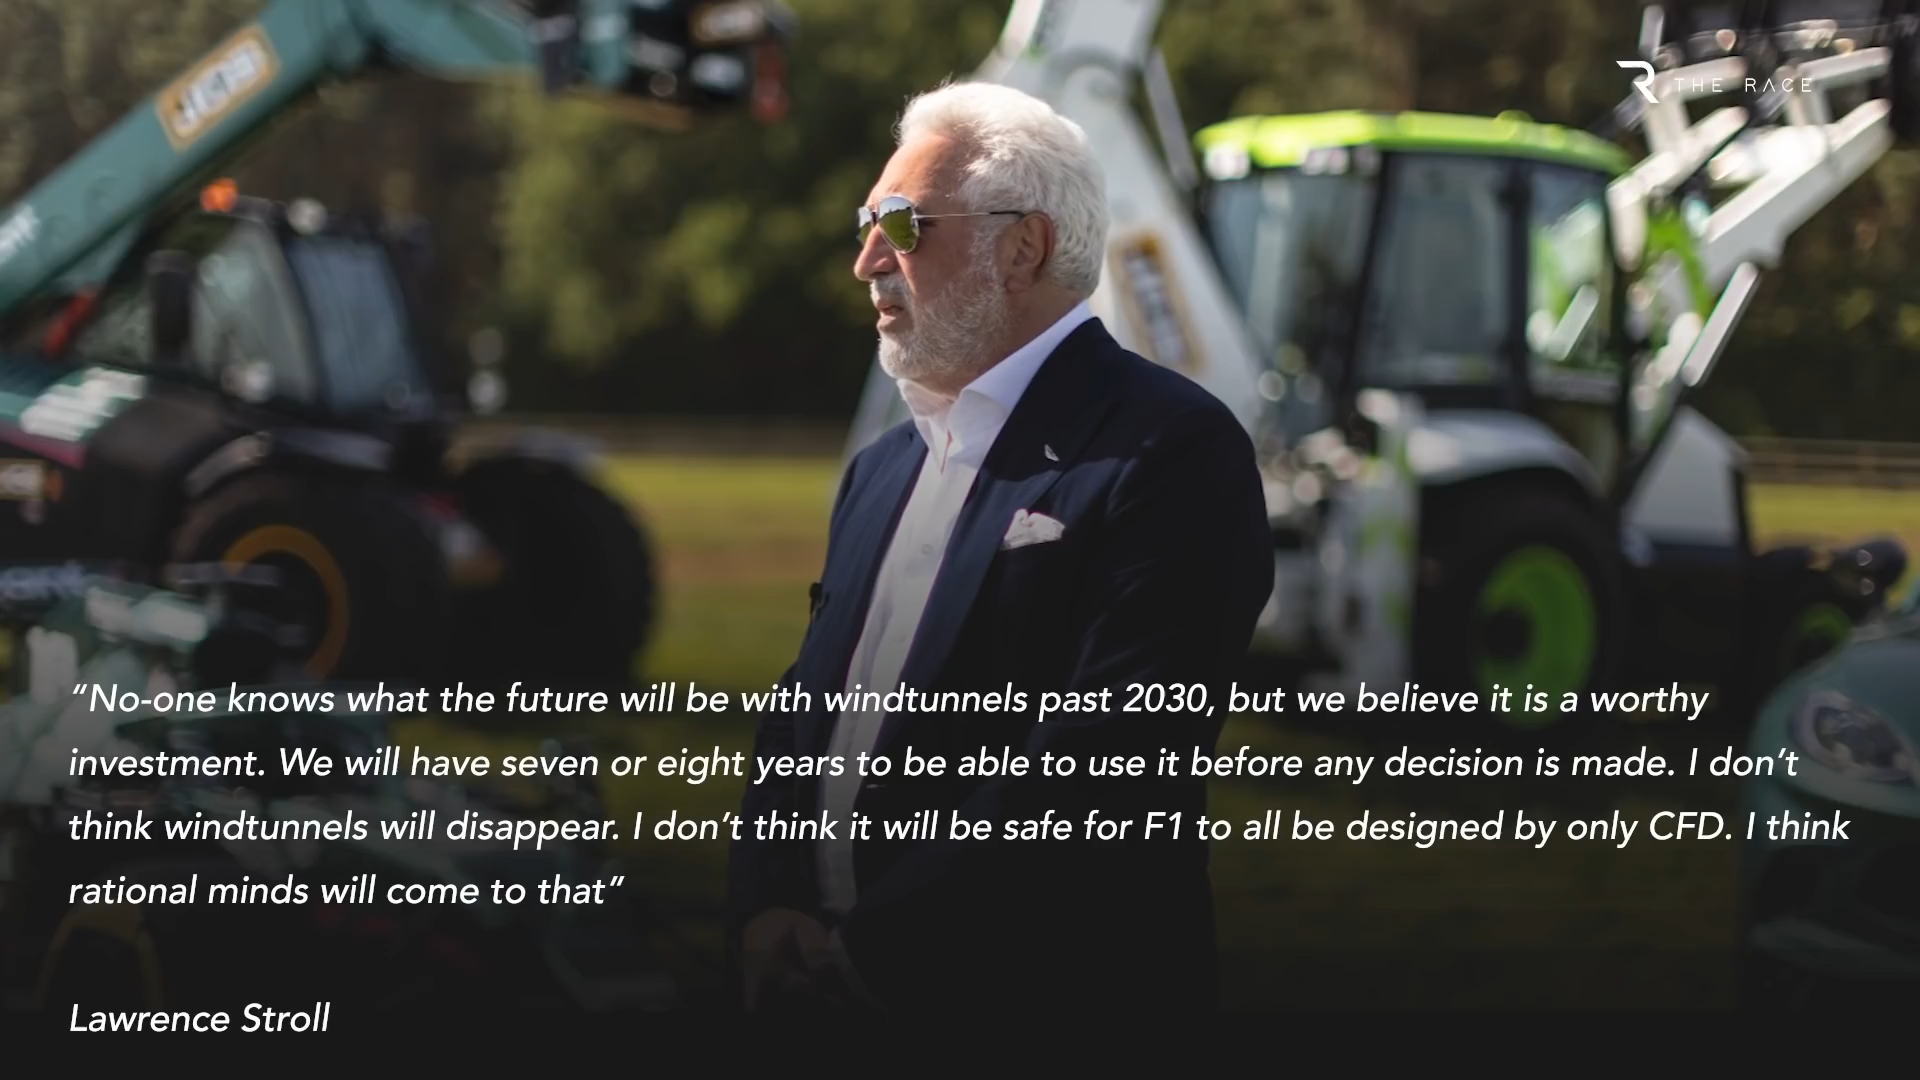 THE RACE
“No-one knows what the future will be with windtunnels past 2030, but we believe it is a worthy
investment. We will have seven or eight years to be able to use it before any decision is made. I don’t
think windtunnels will disappear. I don’t think it will be safe for F1 to all be designed by only CFD. I think
rational minds will come to that”
Lawrence Stroll